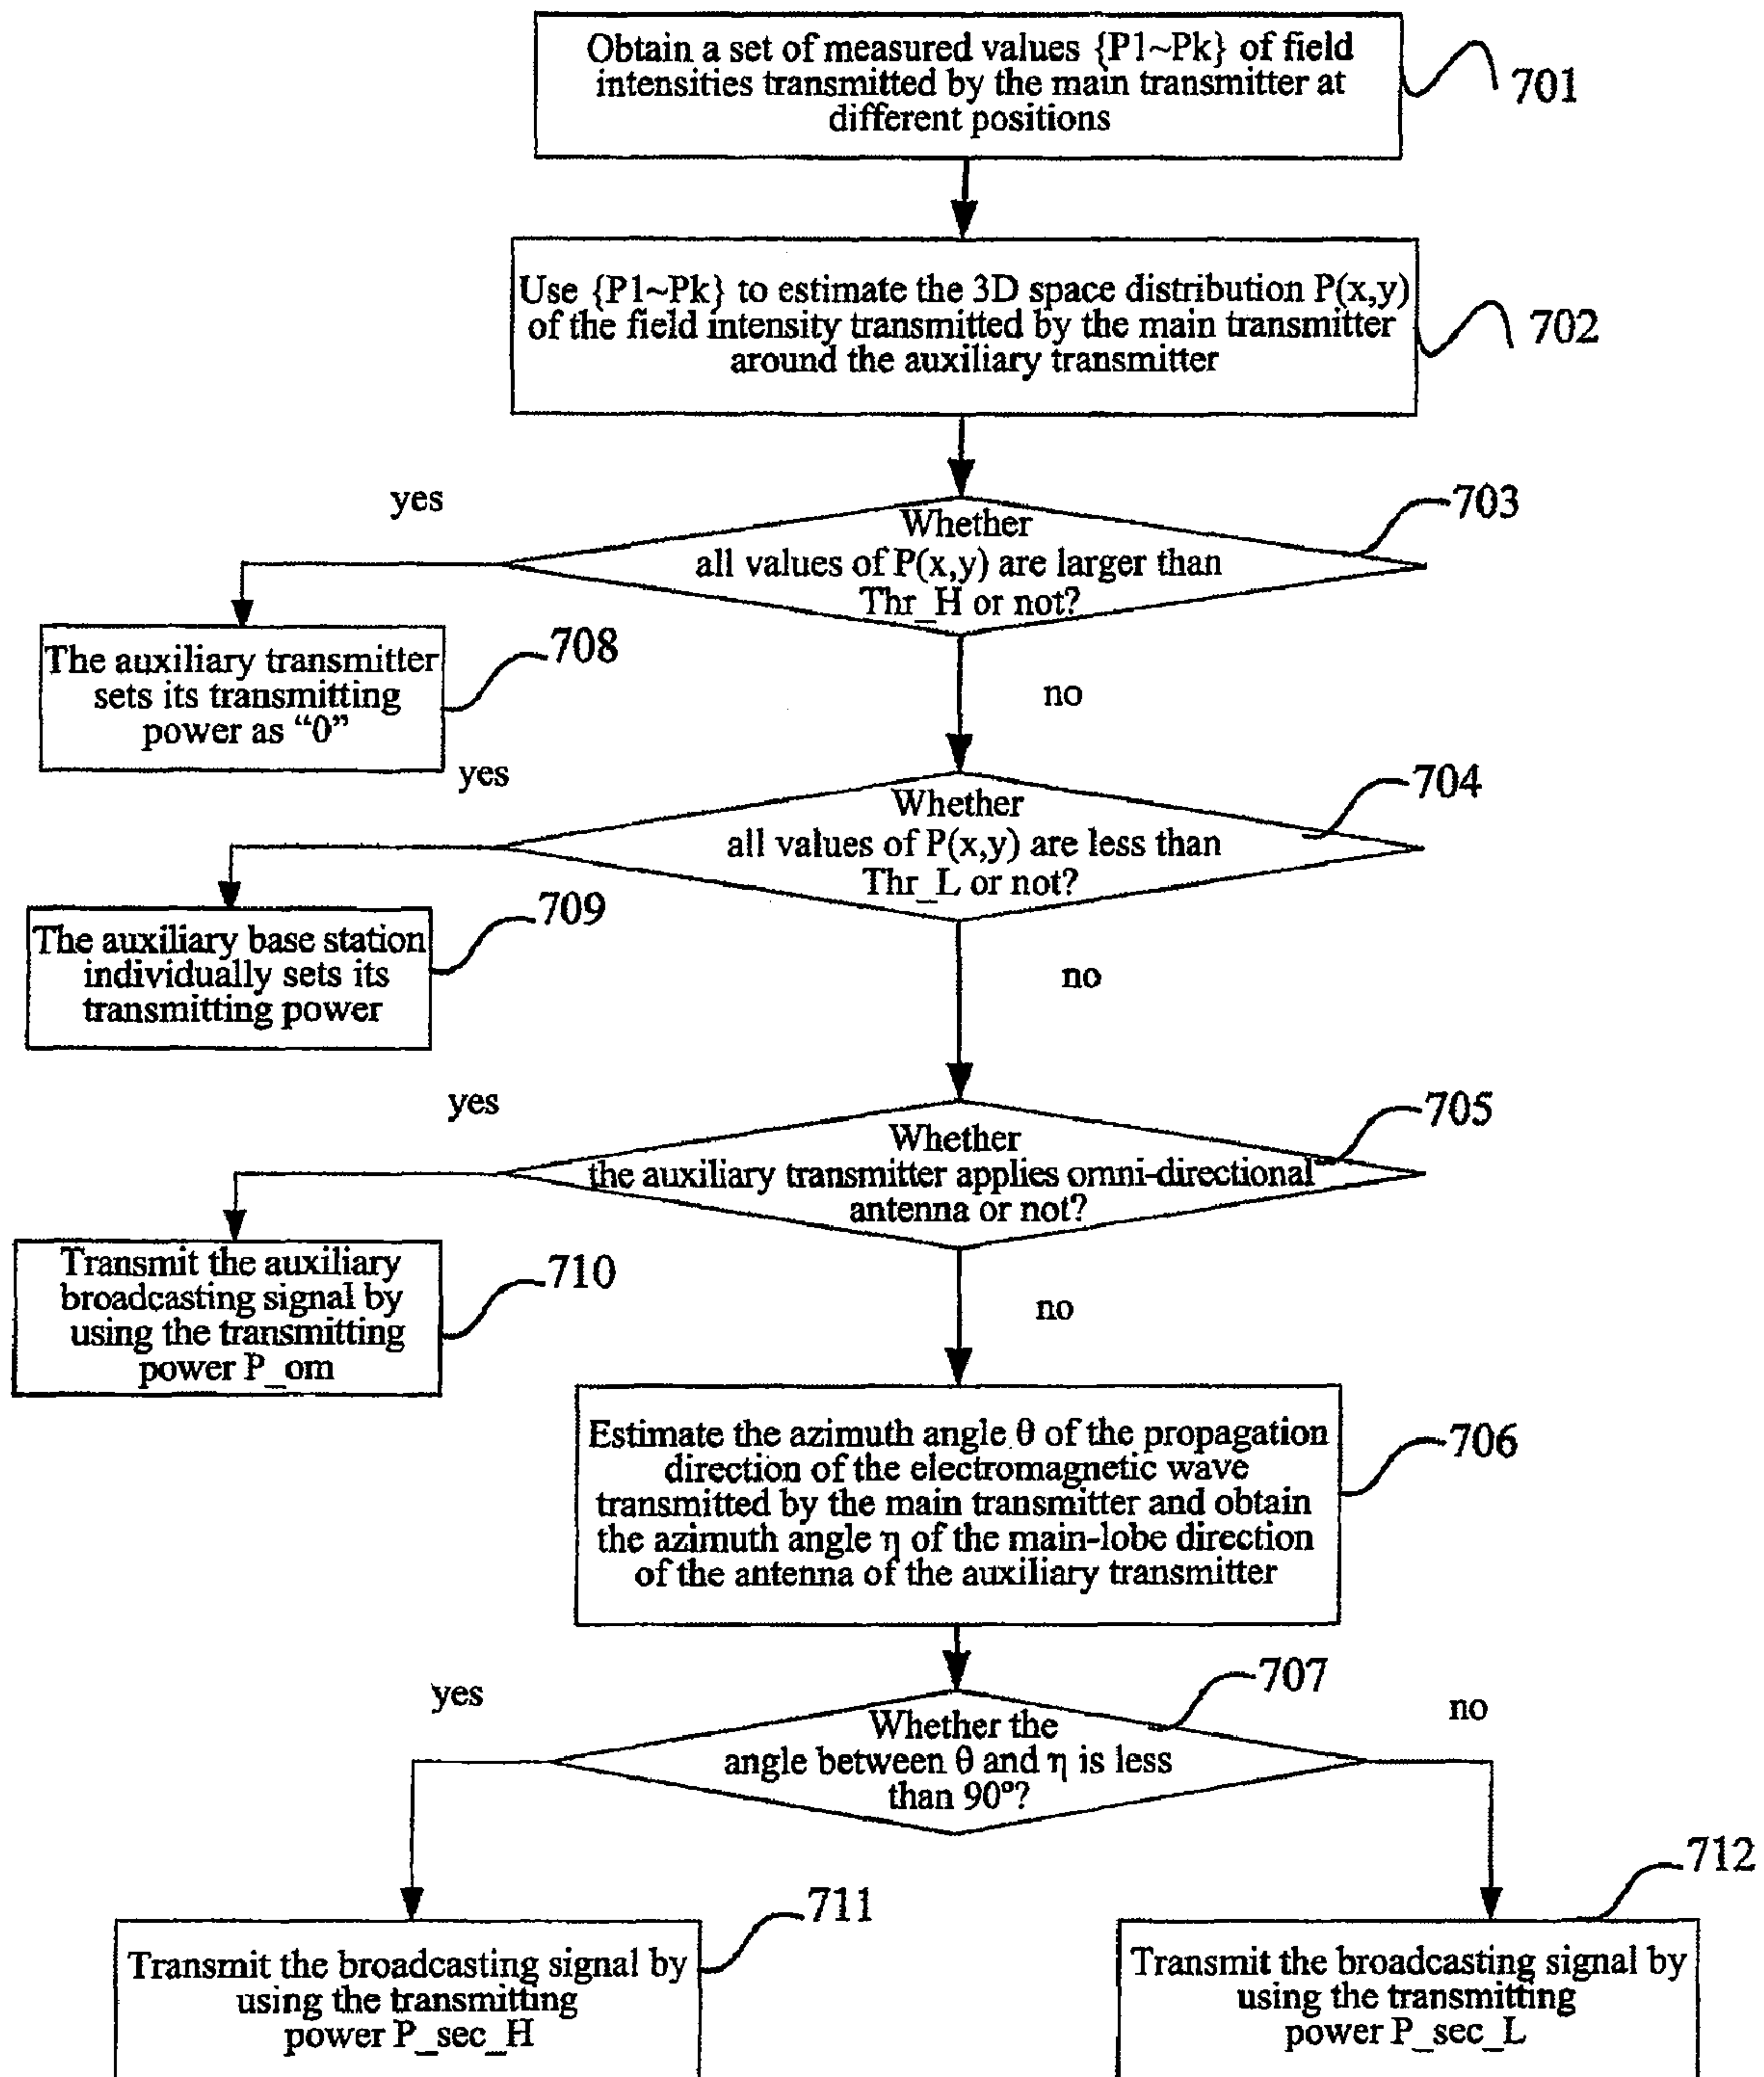 Obtain a set of measured values {P1~Pk} of field
intensities transmitted by the main transmitter at
different positions
701
Use {P1~Pk} to estimate the 3D space distribution P(x,y)
of the field intensity transmitted by the main transmitter
around the auxiliary transmitter
702
yes
703
Whether
all values of P(x,y) are larger than
Thr_H or not?
The auxiliary transmitter
sets its transmitting
power as “0”
708
no
yes
704
Whether
all values of P(x,y) are less than
Thr_L or not?
The auxiliary base station
individually sets its
transmitting power
709
no
yes
705
Whether
the auxiliary transmitter applies omni-directional
antenna or not?
Transmit the auxiliary
broadcasting signal by
using the transmitting
power P_om
710
no
Estimate the azimuth angle θ of the propagation
direction of the electromagnetic wave
transmitted by the main transmitter and obtain
the azimuth angle η of the main-lobe direction
of the antenna of the auxiliary transmitter
706
yes
707
no
Whether the
angle between θ and η is less
than 90°?
Transmit the broadcasting signal by
using the transmitting
power P_sec_H
711
Transmit the broadcasting signal by
using the transmitting
power P_sec_L
712